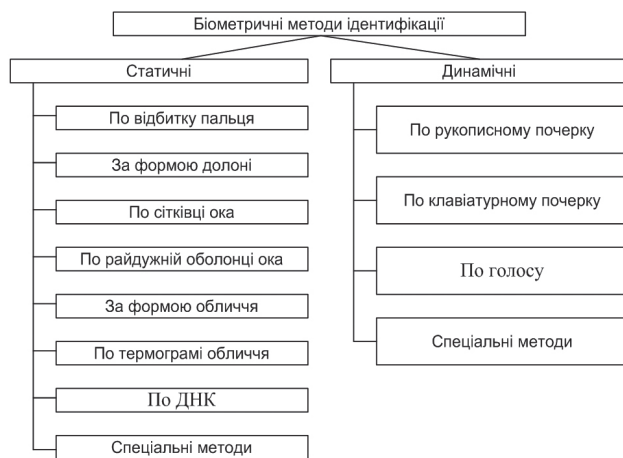 Біометричні методи ідентифікації
Статичні
По відбитку пальця
За формою долоні
По сітківці ока
По райдужній оболонці ока
За формою обличчя
По термограмі обличчя
По ДНК
Спеціальні методи
Динамічні
По рукописному почерку
По клавіатурному почерку
По голосу
Спеціальні методи